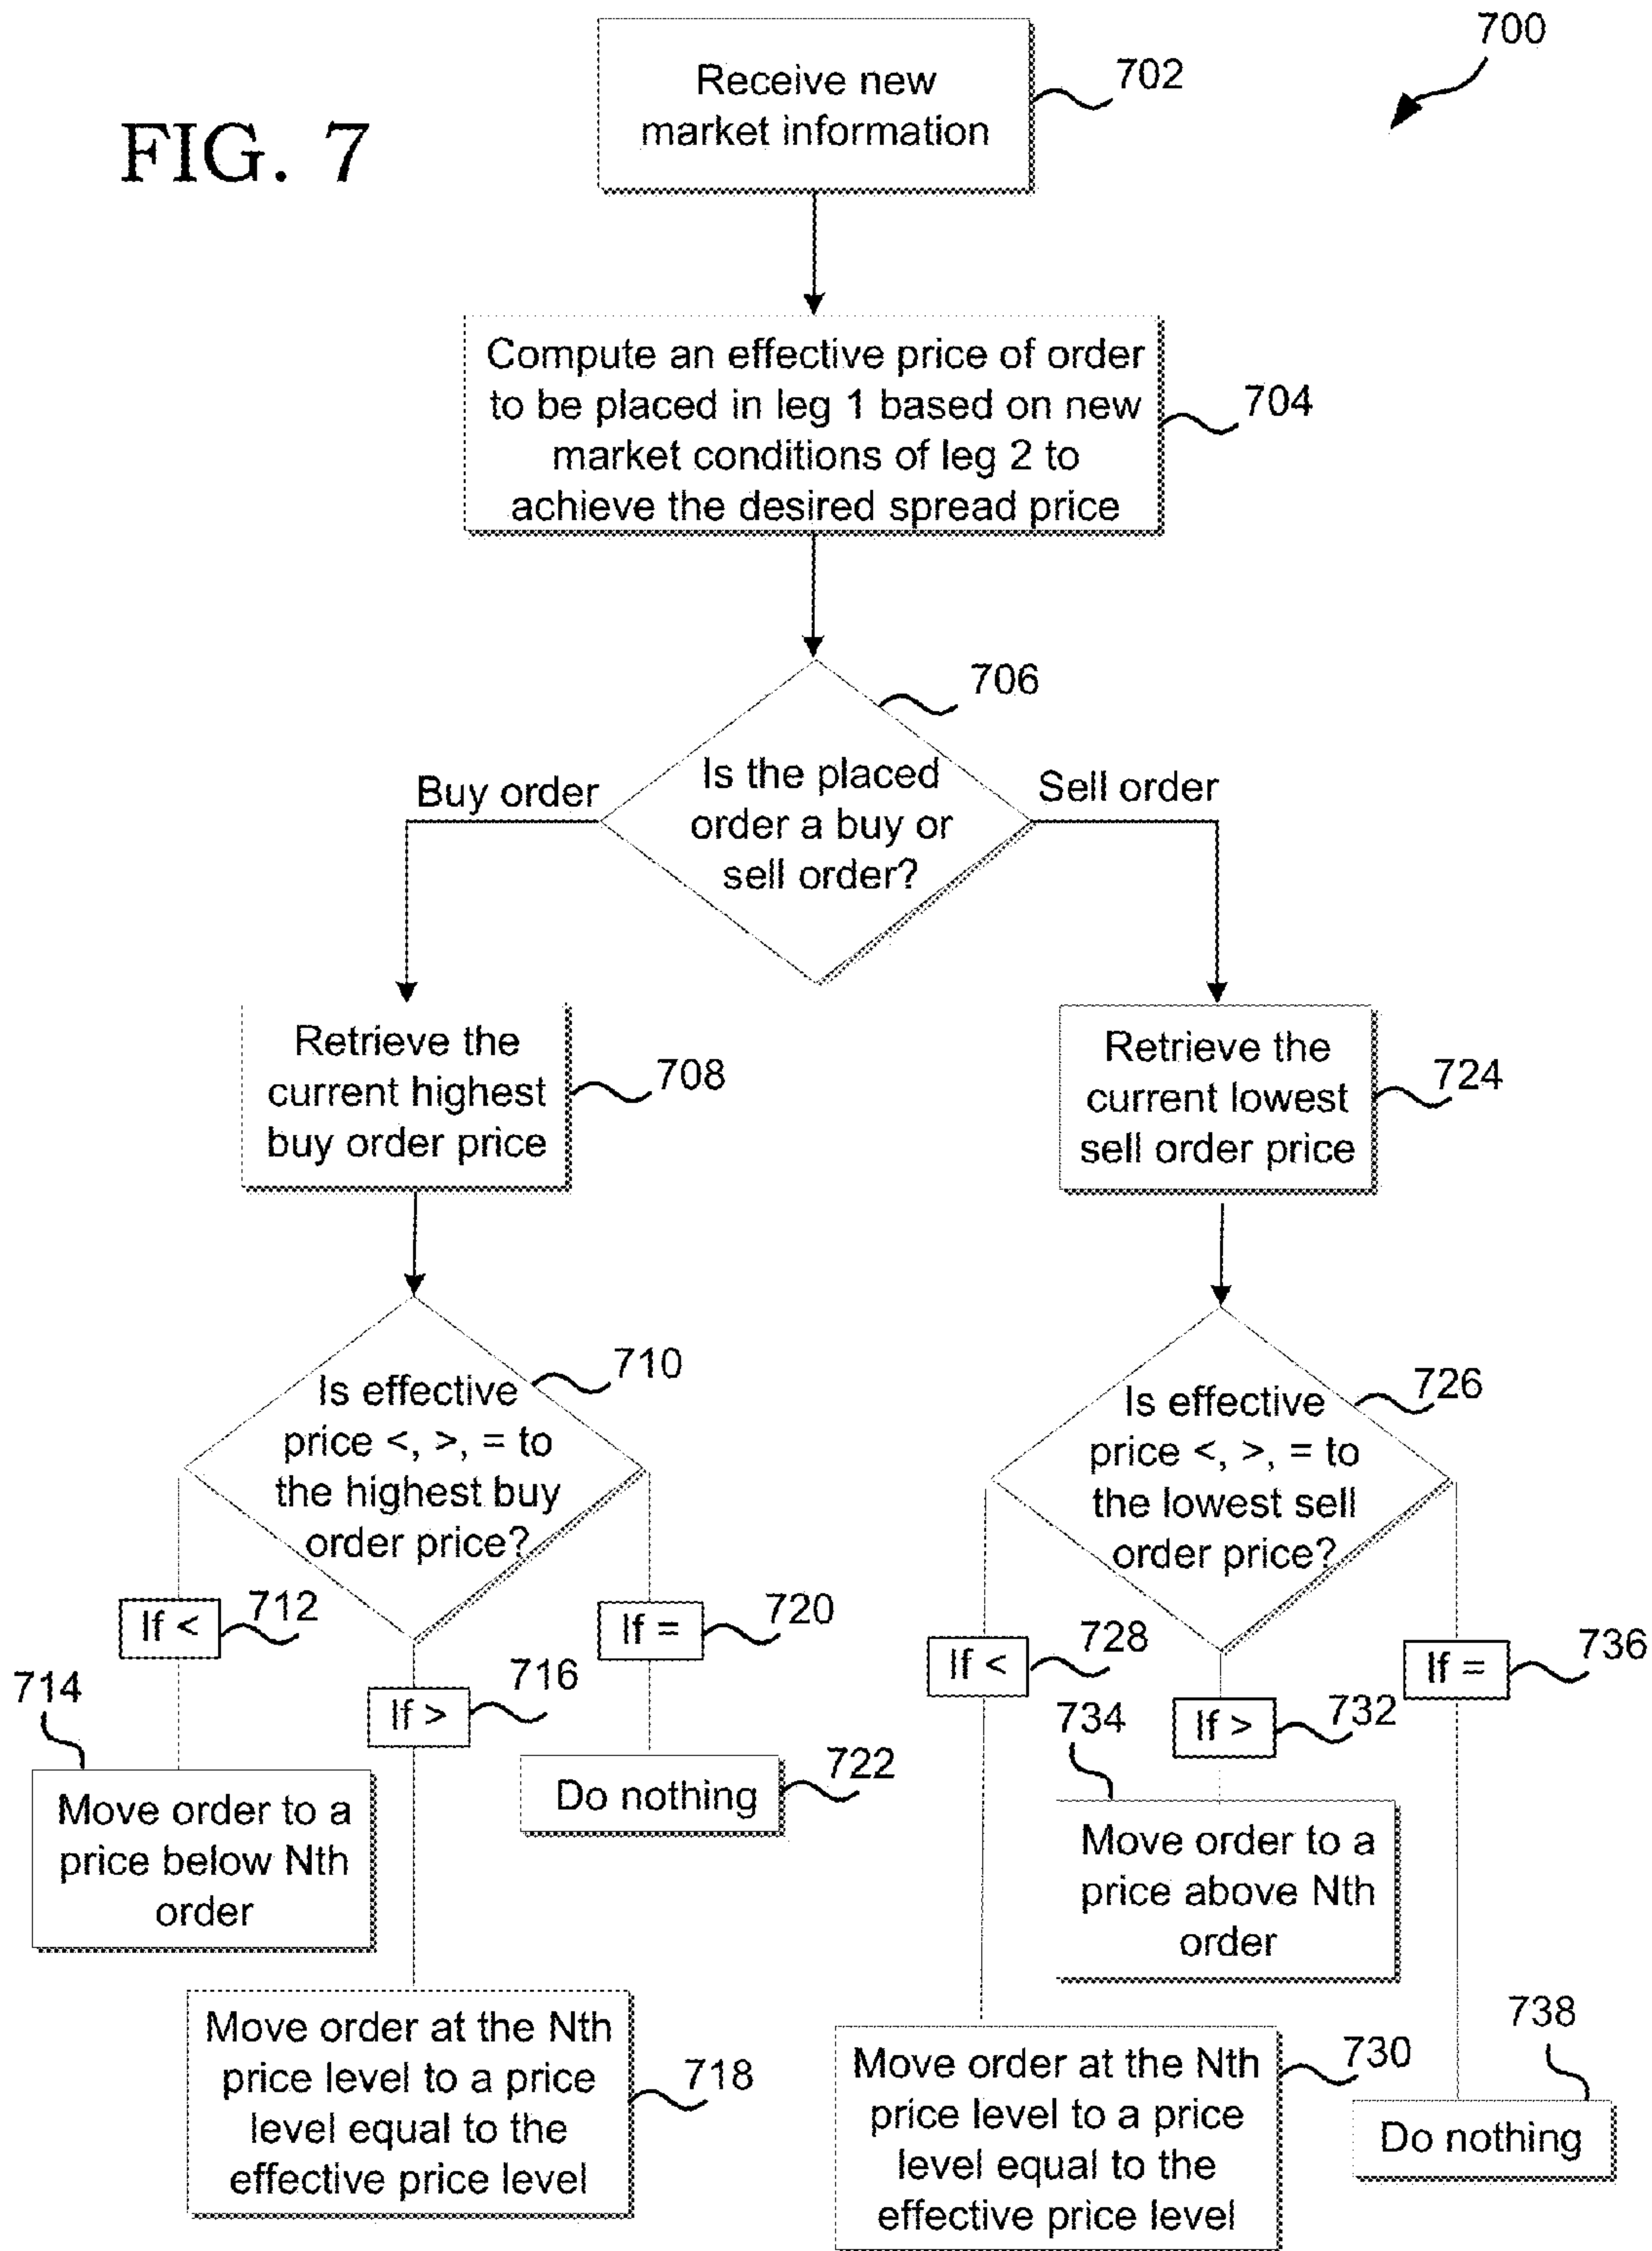 FIG. 7
700
Receive new
market information
702
Compute an effective price of order
to be placed in leg 1 based on new
market conditions of leg 2 to
achieve the desired spread price
704
706
Is the placed
order a buy or
sell order?
Buy order
Sell order
Retrieve the
current highest
buy order price
708
Retrieve the
current lowest
sell order price
724
710
Is effective
price <, >, = to
the highest buy
order price?
726
Is effective
price <, >, = to
the lowest sell
order price?
If <
712
If >
716
If =
720
If <
728
If >
732
If =
736
714
Move order to a
price below Nth
order
Do nothing
722
734
Move order to a
price above Nth
order
Move order at the Nth
price level to a price
level equal to the
effective price level
718
Move order at the Nth
price level to a price
level equal to the
effective price level
730
738
Do nothing